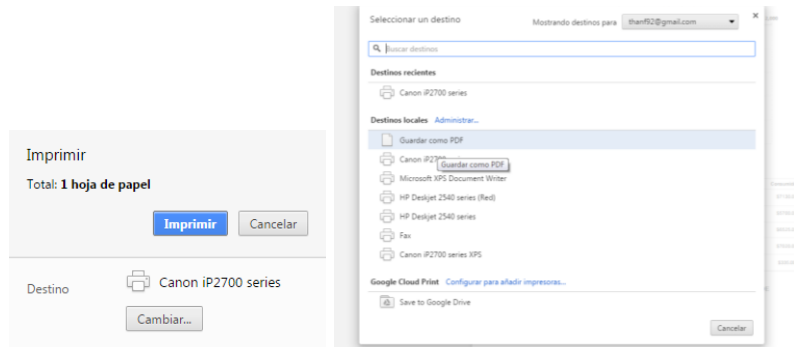 Imprimir
Total: 1 hoja de papel
Imprimir
Cancelar
Destino
Canon iP2700 series
Cambiar...
Seleccionar un destino
Mostrando destinos para
thanf92@gmail.com
Buscar destinos
Destinos recientes
Canon iP2700 series
Destinos locales Administrar...
Guardar como PDF
Canon iP2700
Guardar como PDF
Microsoft XPS Document Writer
HP Deskjet 2540 series (Red)
HP Deskjet 2540 series
Fax
Canon iP2700 series XPS
Google Cloud Print Configurar para añadir impresoras...
Save to Google Drive
Cancelar